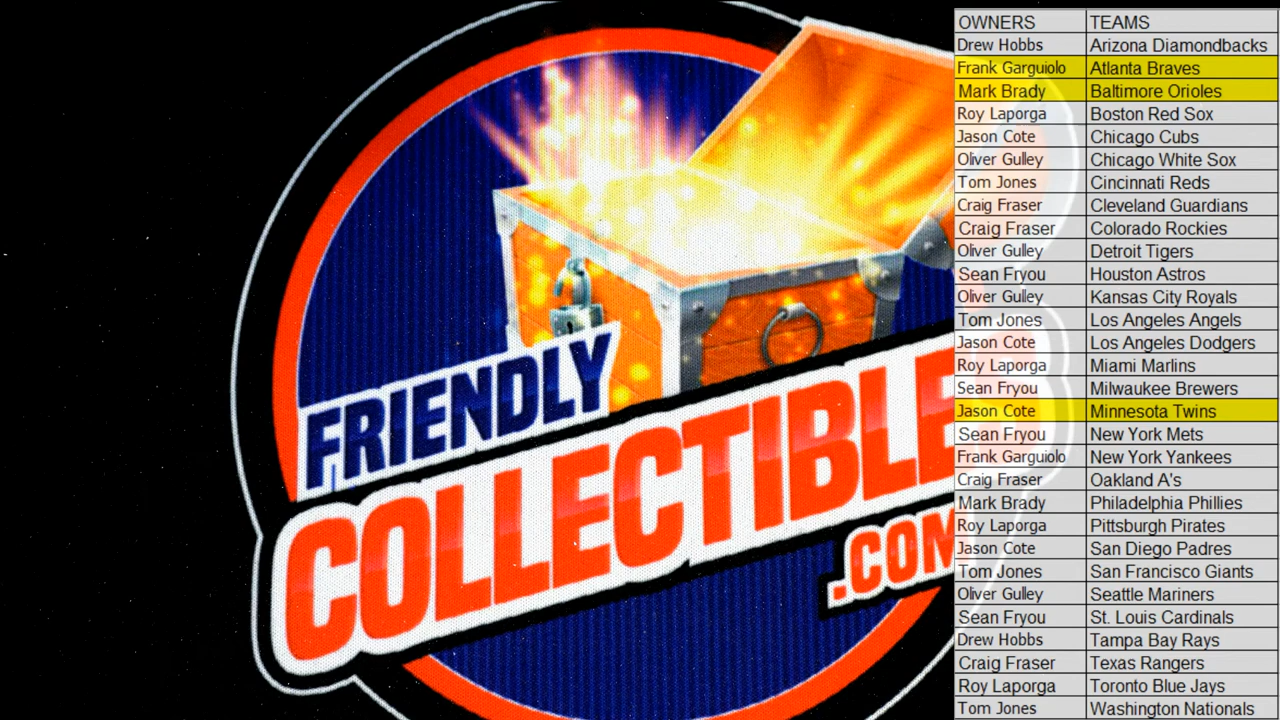 FRIENDLY
COLLECTIBLE
.COM
OWNERS TEAMS
Drew Hobbs Arizona Diamondbacks
Frank Garguiolo Atlanta Braves
Mark Brady Baltimore Orioles
Roy Laporga Boston Red Sox
Jason Cote Chicago Cubs
Oliver Gulley Chicago White Sox
Tom Jones Cincinnati Reds
Craig Fraser Cleveland Guardians
Craig Fraser Colorado Rockies
Oliver Gulley Detroit Tigers
Sean Fryou Houston Astros
Oliver Gulley Kansas City Royals
Tom Jones Los Angeles Angels
Jason Cote Los Angeles Dodgers
Roy Laporga Miami Marlins
Sean Fryou Milwaukee Brewers
Jason Cote Minnesota Twins
Sean Fryou New York Mets
Frank Garguiolo New York Yankees
Craig Fraser Oakland A's
Mark Brady Philadelphia Phillies
Roy Laporga Pittsburgh Pirates
Jason Cote San Diego Padres
Tom Jones San Francisco Giants
Oliver Gulley Seattle Mariners
Sean Fryou St. Louis Cardinals
Drew Hobbs Tampa Bay Rays
Craig Fraser Texas Rangers
Roy Laporga Toronto Blue Jays
Tom Jones Washington Nationals